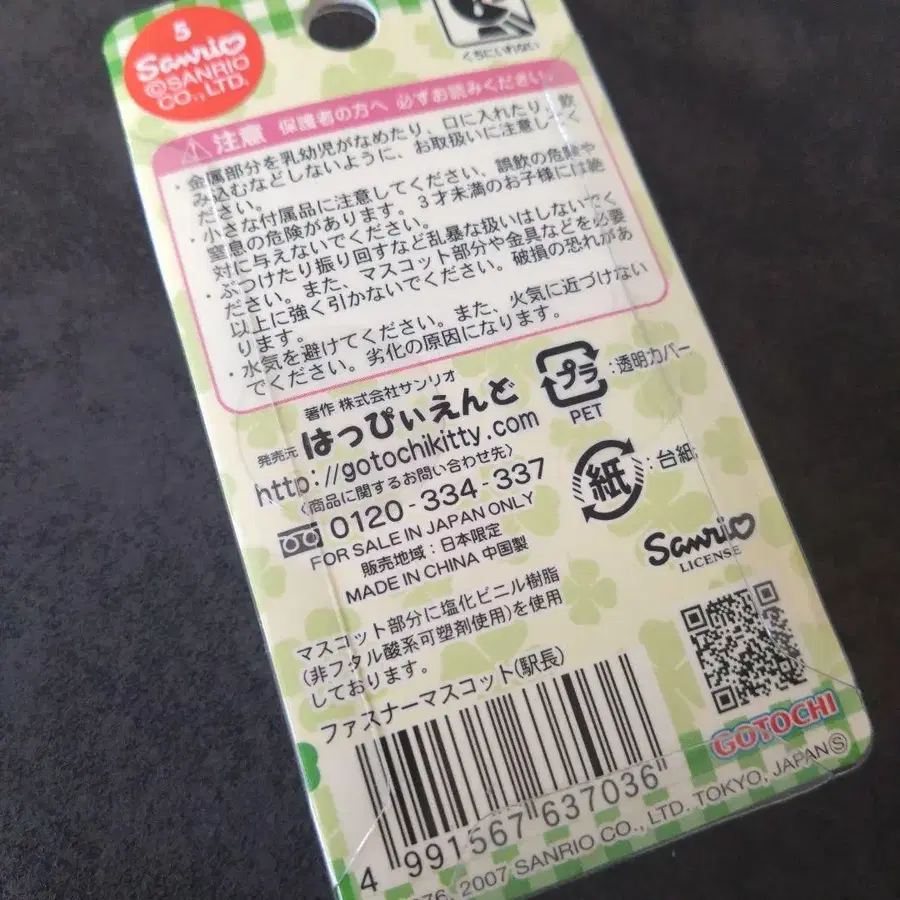 5
Sanrio
©SANRIO
CO., LTD.
くちにいれない
注意 保護者の方へ 必ずお読みください。
・金属部分を乳幼児がなめたり、口に入れたり、飲
み込むなどしないように、お取扱いに注意してく
ださい。
・小さな付属品に注意してください、誤飲の危険や
窒息の危険があります。3才未満のお子様には絶
対に与えないでください。
・ぶつけたり振り回すなど乱暴な扱いはしないでく
ださい。また、マスコット部分や金具などを必要
以上に強く引かないでください。破損の恐れがあ
ります。
・水気を避けてください。また、火気に近づけない
でください。劣化の原因になります。
著作 株式会社サンリオ
発売元 はっぴぃえんど
http://gotochikitty.com
〈商品に関するお問い合わせ先〉
0120-334-337
FOR SALE IN JAPAN ONLY
販売地域:日本限定
MADE IN CHINA 中国製
プラ :透明カバー
PET
紙 :台紙
Sanrio
LICENSE
マスコット部分に塩化ビニル樹脂
(非フタル酸系可塑剤使用)を使用
しております。
ファスナーマスコット(駅長)
GOTOCHI
4 991567 637036
76, 2007 SANRIO CO., LTD. TOKYO, JAPAN Ⓢ